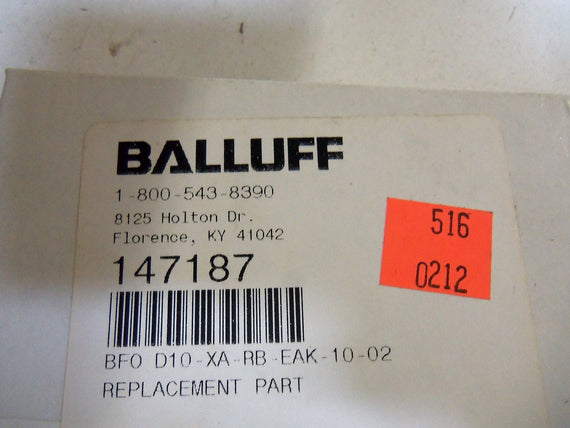 BALLUFF
1-800-543-8390
8125 Holton Dr.
Florence, KY 41042
147187
BFO D10-XA-RB-EAK-10-02
REPLACEMENT PART
516
0212